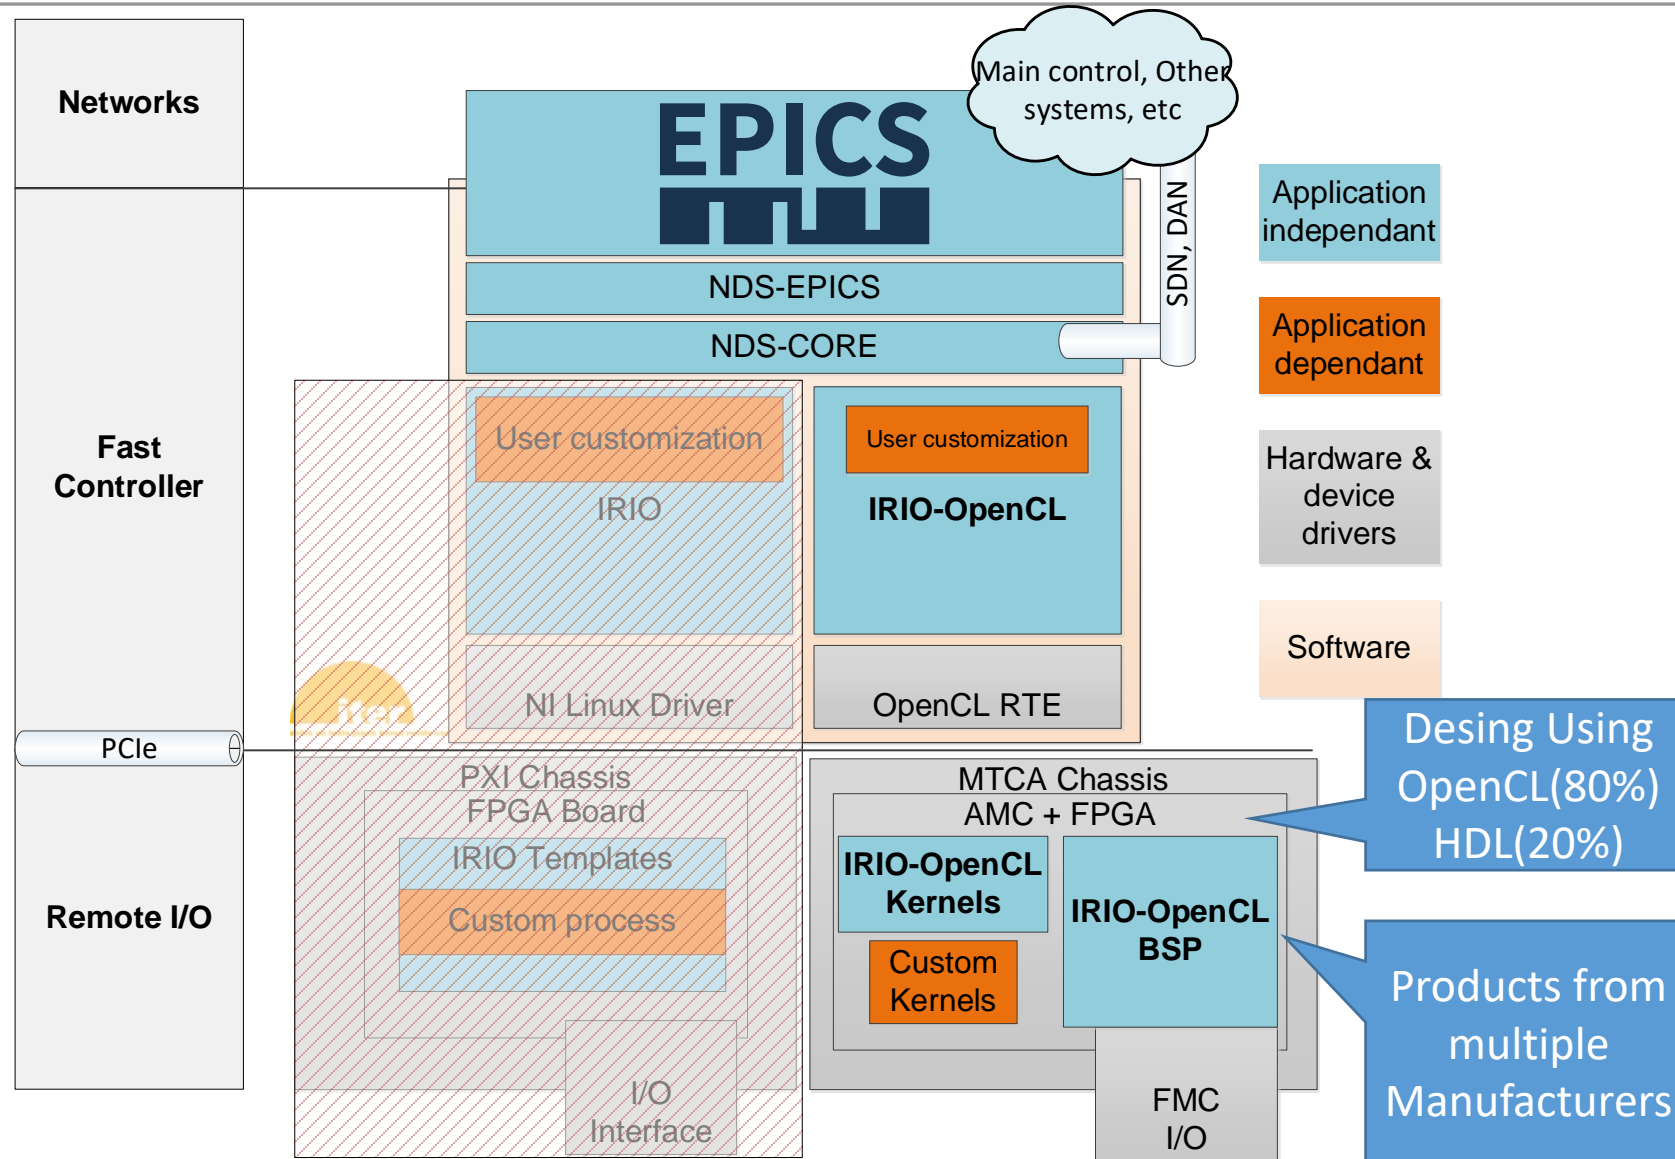 Networks
Main control, Other
systems, etc
EPICS
SDN, DAN
NDS-EPICS
NDS-CORE
Application
independant
Application
dependant
Hardware &
device
drivers
Software
Fast
Controller
User customization
IRIO
User customization
IRIO-OpenCL
NI Linux Driver
OpenCL RTE
iter
PCIe
PXI Chassis
FPGA Board
IRIO Templates
Custom process
I/O
Interface
MTCA Chassis
AMC + FPGA
IRIO-OpenCL
Kernels
Custom
Kernels
IRIO-OpenCL
BSP
FMC
I/O
Remote I/O
Desing Using
OpenCL(80%)
HDL(20%)
Products from
multiple
Manufacturers